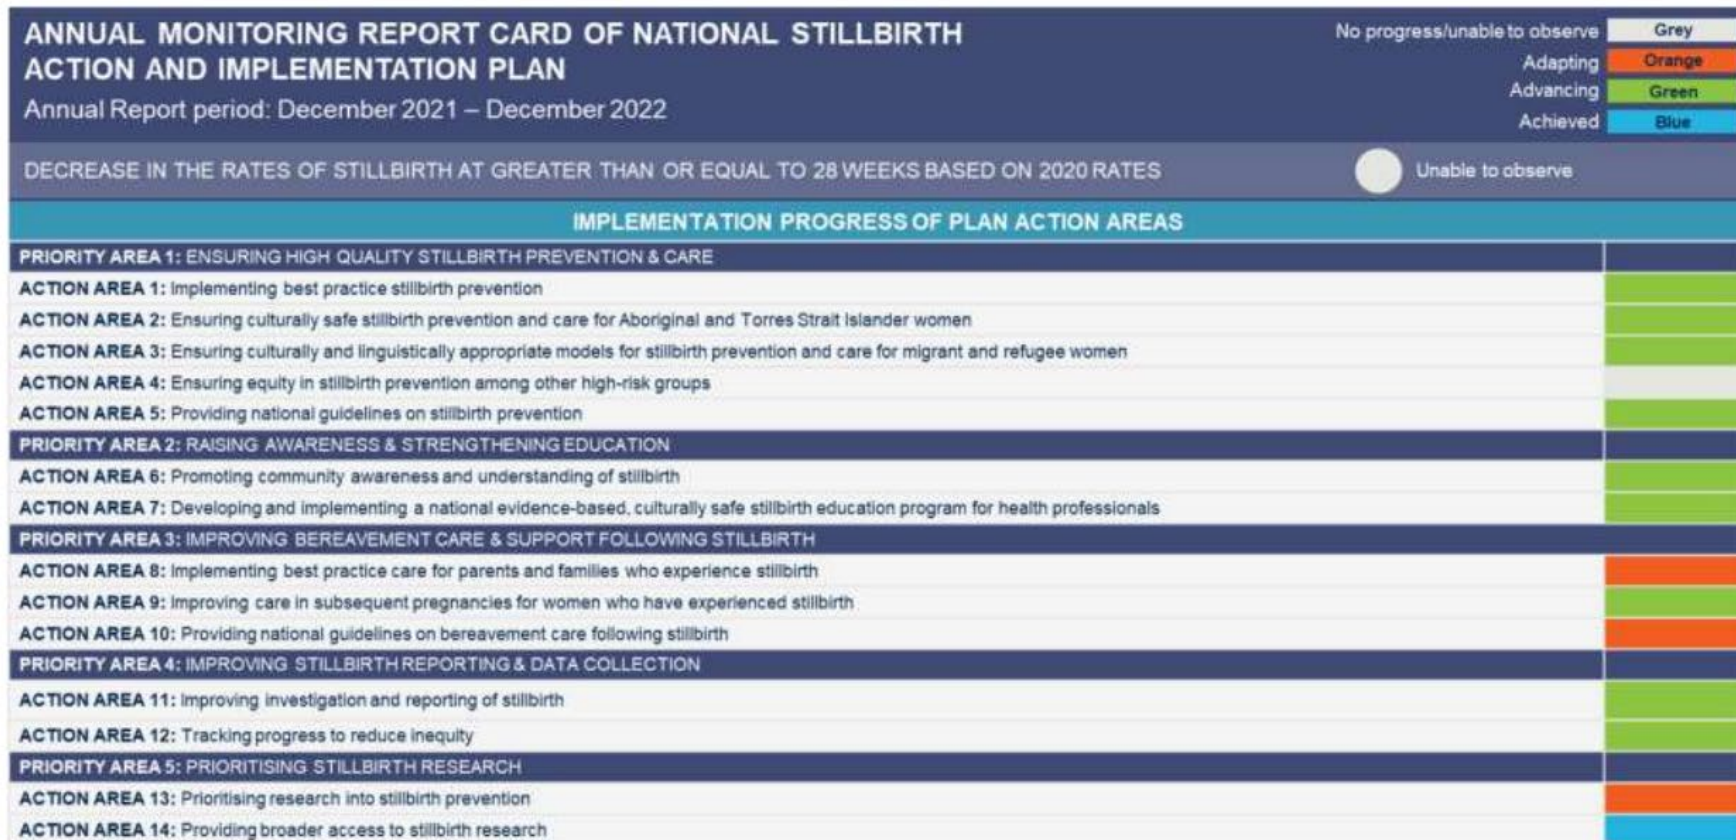 ANNUAL MONITORING REPORT CARD OF NATIONAL STILLBIRTH
ACTION AND IMPLEMENTATION PLAN
Annual Report period: December 2021 – December 2022
No progress/unable to observe Grey
Adapting Orange
Advancing Green
Achieved Blue
DECREASE IN THE RATES OF STILLBIRTH AT GREATER THAN OR EQUAL TO 28 WEEKS BASED ON 2020 RATES Unable to observe
IMPLEMENTATION PROGRESS OF PLAN ACTION AREAS
PRIORITY AREA 1: ENSURING HIGH QUALITY STILLBIRTH PREVENTION & CARE
ACTION AREA 1: Implementing best practice stillbirth prevention
ACTION AREA 2: Ensuring culturally safe stillbirth prevention and care for Aboriginal and Torres Strait Islander women
ACTION AREA 3: Ensuring culturally and linguistically appropriate models for stillbirth prevention and care for migrant and refugee women
ACTION AREA 4: Ensuring equity in stillbirth prevention among other high-risk groups
ACTION AREA 5: Providing national guidelines on stillbirth prevention
PRIORITY AREA 2: RAISING AWARENESS & STRENGTHENING EDUCATION
ACTION AREA 6: Promoting community awareness and understanding of stillbirth
ACTION AREA 7: Developing and implementing a national evidence-based, culturally safe stillbirth education program for health professionals
PRIORITY AREA 3: IMPROVING BEREAVEMENT CARE & SUPPORT FOLLOWING STILLBIRTH
ACTION AREA 8: Implementing best practice care for parents and families who experience stillbirth
ACTION AREA 9: Improving care in subsequent pregnancies for women who have experienced stillbirth
ACTION AREA 10: Providing national guidelines on bereavement care following stillbirth
PRIORITY AREA 4: IMPROVING STILLBIRTH REPORTING & DATA COLLECTION
ACTION AREA 11: Improving investigation and reporting of stillbirth
ACTION AREA 12: Tracking progress to reduce inequity
PRIORITY AREA 5: PRIORITISING STILLBIRTH RESEARCH
ACTION AREA 13: Prioritising research into stillbirth prevention
ACTION AREA 14: Providing broader access to stillbirth research